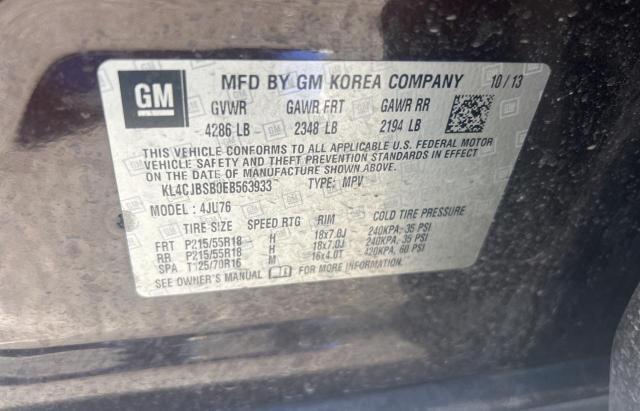 GM MFD BY GM KOREA COMPANY 10/13
GVWR GAWR FRT GAWR RR
4286 LB 2348 LB 2194 LB
THIS VEHICLE CONFORMS TO ALL APPLICABLE U.S. FEDERAL MOTOR
VEHICLE SAFETY AND THEFT PREVENTION STANDARDS IN EFFECT ON
THE DATE OF MANUFACTURE SHOWN ABOVE.
KL4CJBSB0EB563933 TYPE: MPV
MODEL: 4JU76
TIRE SIZE SPEED RTG RIM COLD TIRE PRESSURE
FRT P215/55R18 H 18x7.0J 240KPA, 35 PSI
RR P215/55R18 H 18x7.0J 240KPA, 35 PSI
SPA T125/70R16 M 16x4.0T 420KPA, 60 PSI
SEE OWNER'S MANUAL FOR MORE INFORMATION.